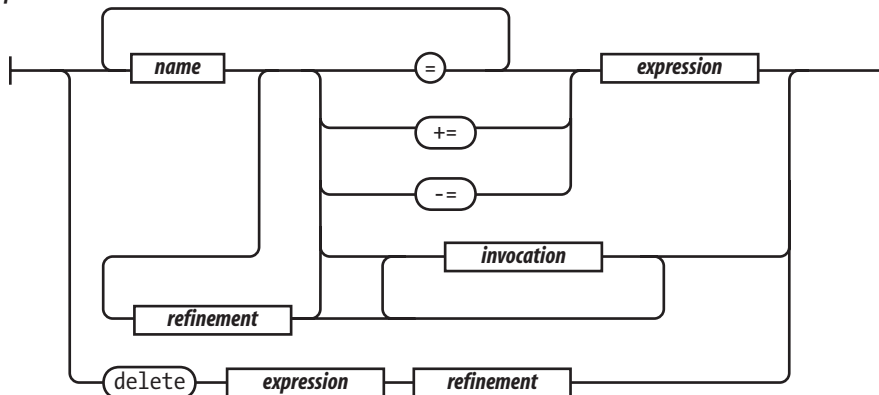 name = expression
+=
-=
invocation
refinement
delete expression refinement